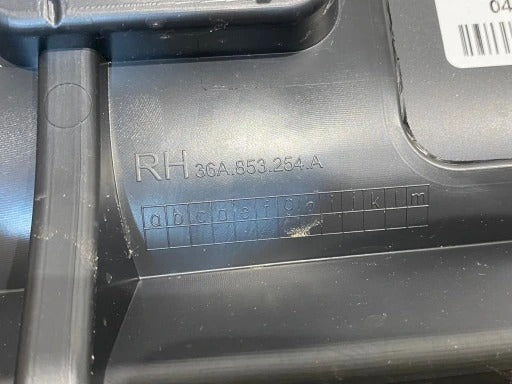 04
RH 36A.853.254.A
a b c d e f g h i j k l m